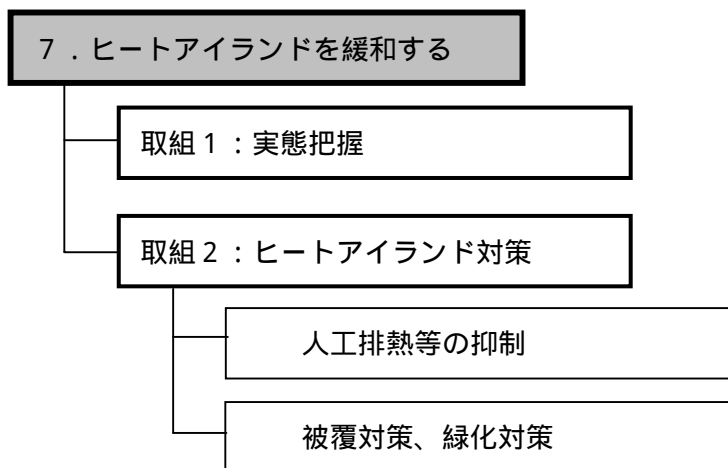 ７．ヒートアイランドを緩和する
取組１：実態把握
取組２：ヒートアイランド対策
人工排熱等の抑制
被覆対策、緑化対策